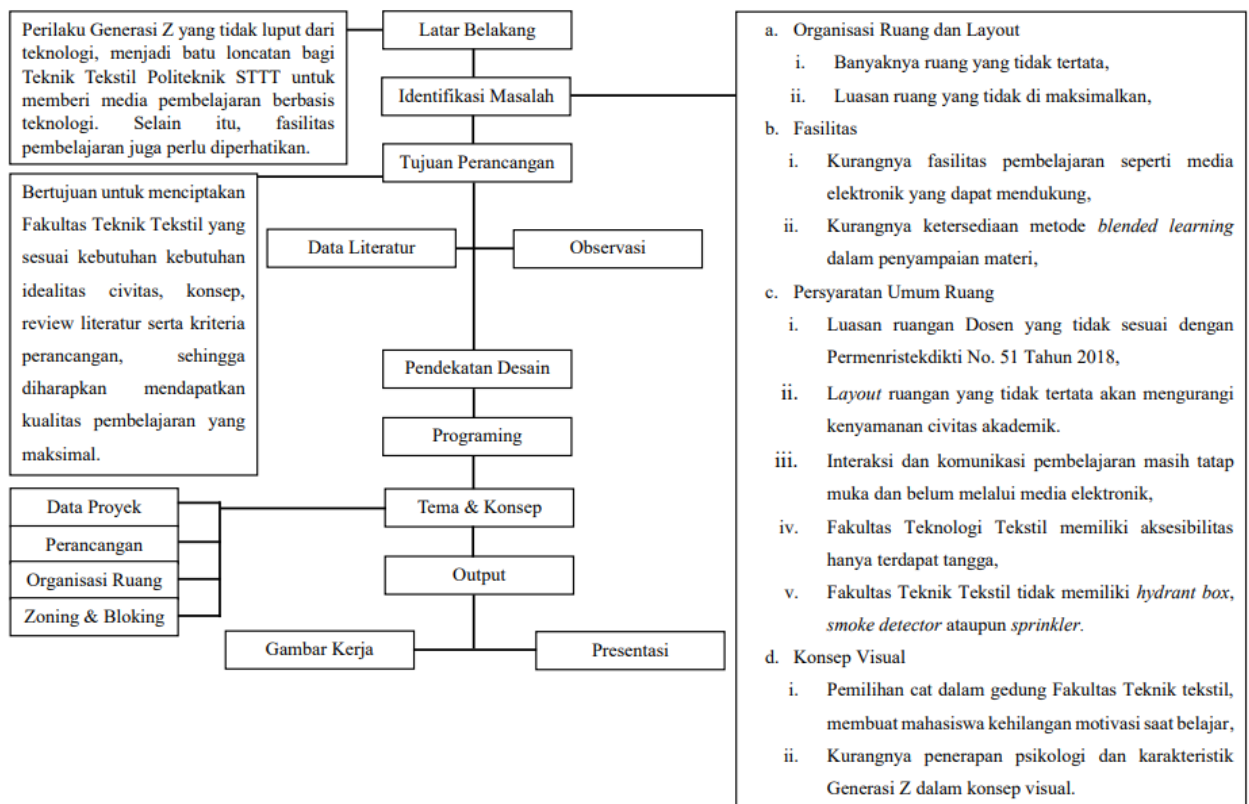 Perilaku Generasi Z yang tidak luput dari
teknologi, menjadi batu loncatan bagi
Teknik Tekstil Politeknik STTT untuk
memberi media pembelajaran berbasis
teknologi. Selain itu, fasilitas
pembelajaran juga perlu diperhatikan.
Latar Belakang
Identifikasi Masalah
Tujuan Perancangan
Bertujuan untuk menciptakan
Fakultas Teknik Tekstil yang
sesuai kebutuhan kebutuhan
idealitas civitas, konsep,
review literatur serta kriteria
perancangan, sehingga
diharapkan mendapatkan
kualitas pembelajaran yang
maksimal.
Data Literatur
Observasi
Pendekatan Desain
Programing
Tema & Konsep
Data Proyek
Perancangan
Organisasi Ruang
Zoning & Bloking
Output
Gambar Kerja
Presentasi
a. Organisasi Ruang dan Layout
i. Banyaknya ruang yang tidak tertata,
ii. Luasan ruang yang tidak di maksimalkan,
b. Fasilitas
i. Kurangnya fasilitas pembelajaran seperti media
elektronik yang dapat mendukung,
ii. Kurangnya ketersediaan metode blended learning
dalam penyampaian materi,
c. Persyaratan Umum Ruang
i. Luasan ruangan Dosen yang tidak sesuai dengan
Permenristekdikti No. 51 Tahun 2018,
ii. Layout ruangan yang tidak tertata akan mengurangi
kenyamanan civitas akademik.
iii. Interaksi dan komunikasi pembelajaran masih tatap
muka dan belum melalui media elektronik,
iv. Fakultas Teknologi Tekstil memiliki aksesibilitas
hanya terdapat tangga,
v. Fakultas Teknik Tekstil tidak memiliki hydrant box,
smoke detector ataupun sprinkler.
d. Konsep Visual
i. Pemilihan cat dalam gedung Fakultas Teknik tekstil,
membuat mahasiswa kehilangan motivasi saat belajar,
ii. Kurangnya penerapan psikologi dan karakteristik
Generasi Z dalam konsep visual.